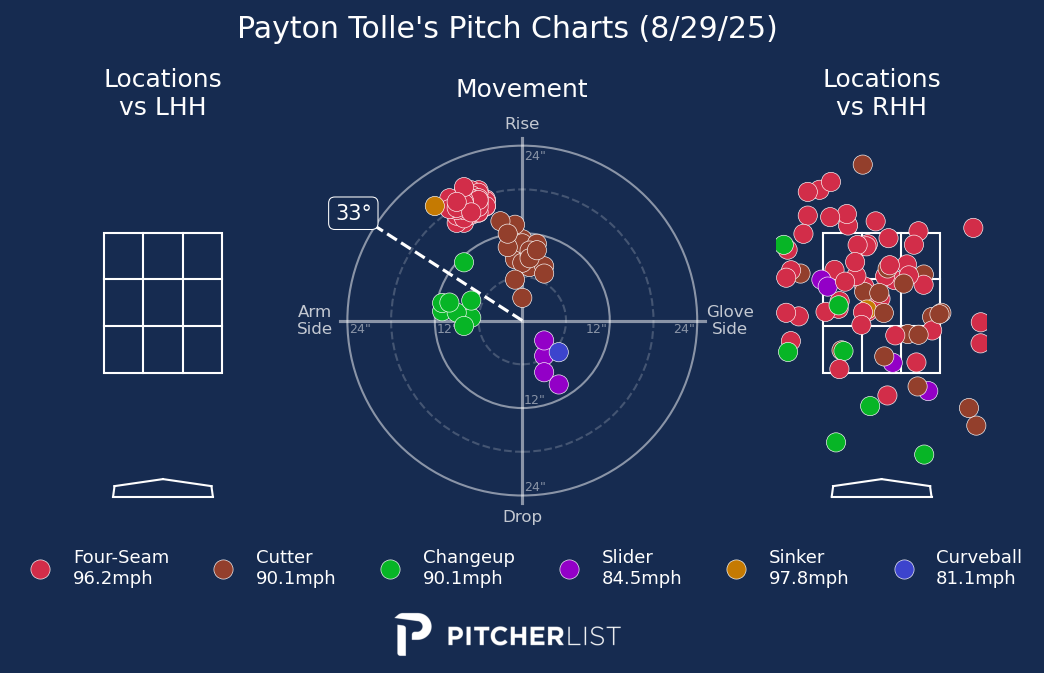 Payton Tolle's Pitch Charts (8/29/25)
Locations
vs LHH
Movement
Locations
vs RHH
Rise
24"
33°
Arm
Side
24"
12"
12"
24"
Glove
Side
12"
24"
Drop
Four-Seam
96.2mph
Cutter
90.1mph
Changeup
90.1mph
Slider
84.5mph
Sinker
97.8mph
Curveball
81.1mph
PITCHERLIST